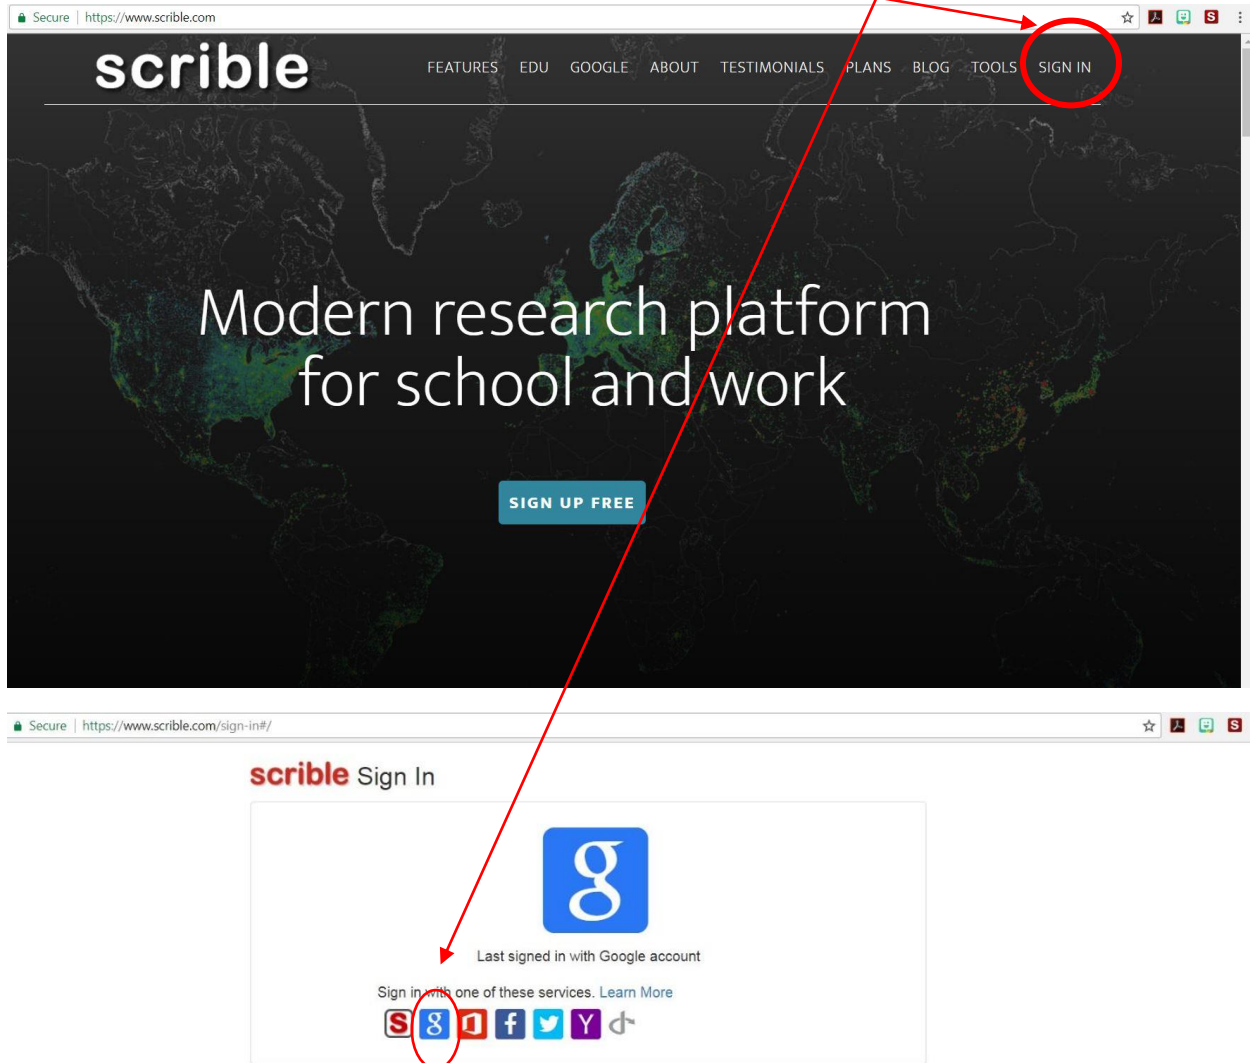 Secure | https://www.scrible.com
scrible
FEATURES EDU GOOGLE ABOUT TESTIMONIALS PLANS BLOG TOOLS SIGN IN
Modern research platform
for school and work
SIGN UP FREE
Secure | https://www.scrible.com/sign-in#/
scrible Sign In
g
Last signed in with Google account
Sign in with one of these services. Learn More
S g f Y